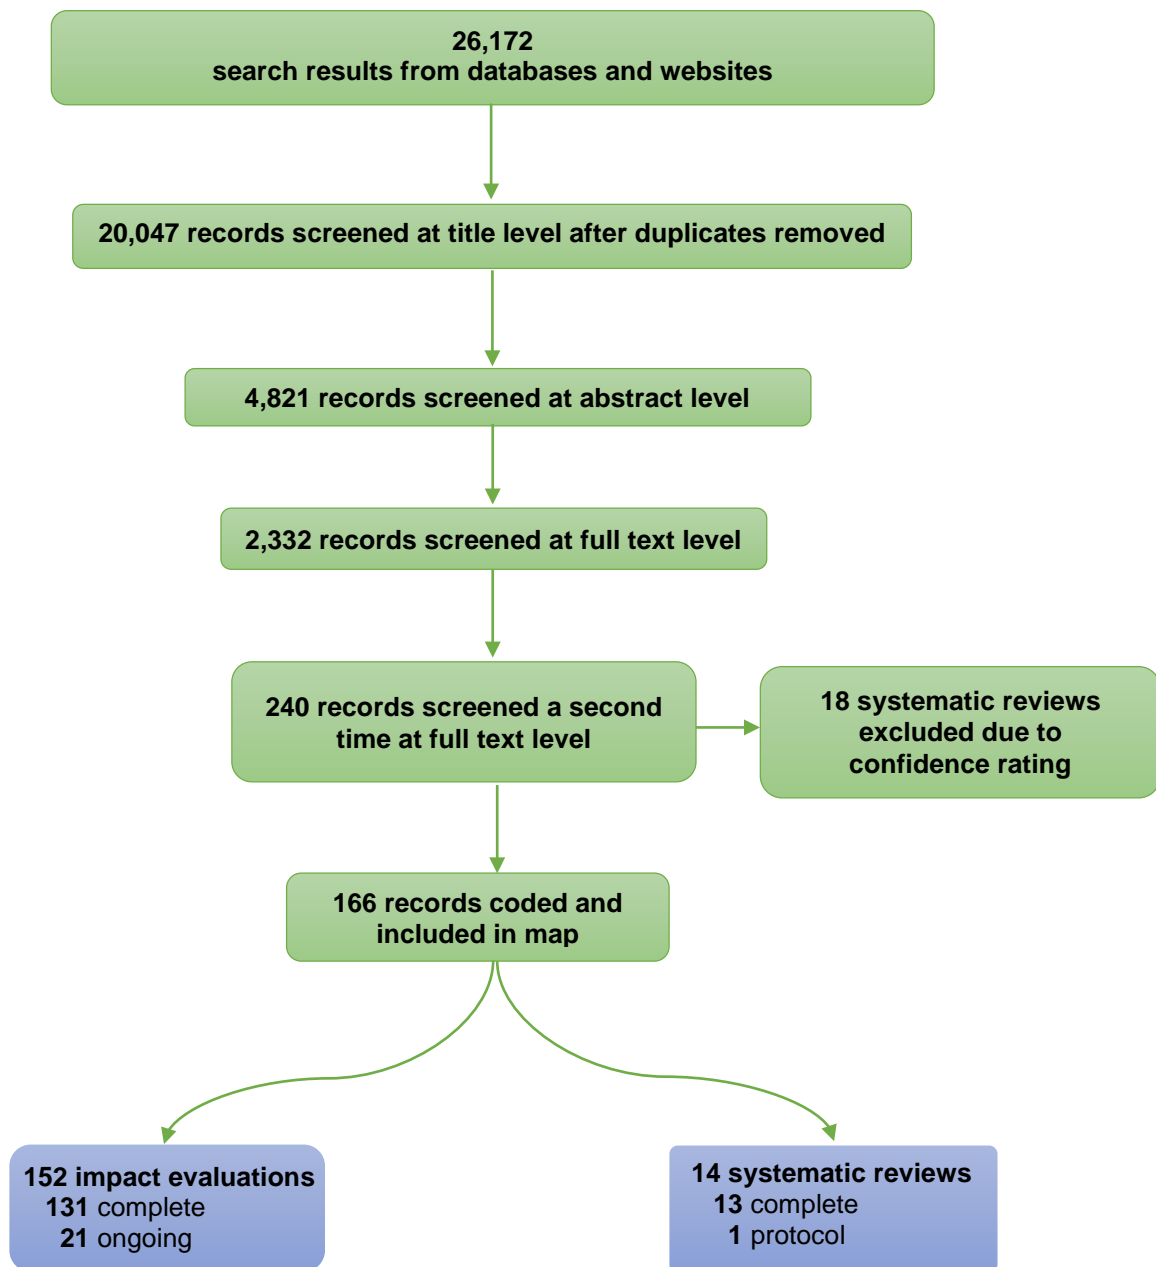 26,172
search results from databases and websites
20,047 records screened at title level after duplicates removed
4,821 records screened at abstract level
2,332 records screened at full text level
240 records screened a second
time at full text level
18 systematic reviews
excluded due to
confidence rating
166 records coded and
included in map
152 impact evaluations
131 complete
21 ongoing
14 systematic reviews
13 complete
1 protocol